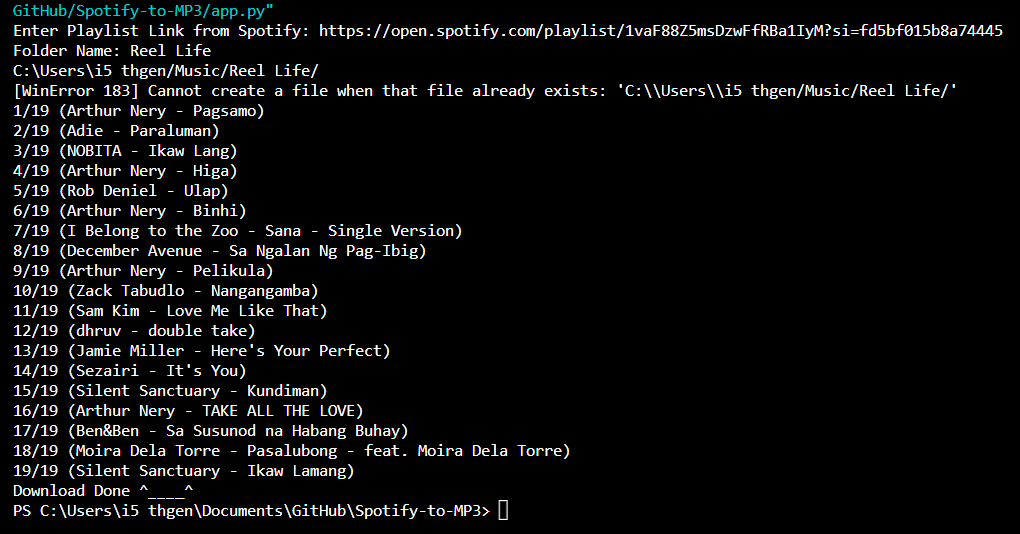 GitHub/Spotify-to-MP3/app.py"
Enter Playlist Link from Spotify: https://open.spotify.com/playlist/1vaF88Z5msDzwFfRBa1IyM?si=fd5bf015b8a74445
Folder Name: Reel Life
C:\Users\i5 thgen/Music/Reel Life/
[WinError 183] Cannot create a file when that file already exists: 'C:\\Users\\i5 thgen/Music/Reel Life/'
1/19 (Arthur Nery - Pagsamo)
2/19 (Adie - Paraluman)
3/19 (NOBITA - Ikaw Lang)
4/19 (Arthur Nery - Higa)
5/19 (Rob Deniel - Ulap)
6/19 (Arthur Nery - Binhi)
7/19 (I Belong to the Zoo - Sana - Single Version)
8/19 (December Avenue - Sa Ngalan Ng Pag-Ibig)
9/19 (Arthur Nery - Pelikula)
10/19 (Zack Tabudlo - Nangangamba)
11/19 (Sam Kim - Love Me Like That)
12/19 (dhruv - double take)
13/19 (Jamie Miller - Here's Your Perfect)
14/19 (Sezairi - It's You)
15/19 (Silent Sanctuary - Kundiman)
16/19 (Arthur Nery - TAKE ALL THE LOVE)
17/19 (Ben&Ben - Sa Susunod na Habang Buhay)
18/19 (Moira Dela Torre - Pasalubong - feat. Moira Dela Torre)
19/19 (Silent Sanctuary - Ikaw Lamang)
Download Done ^____^
PS C:\Users\i5 thgen\Documents\GitHub\Spotify-to-MP3>